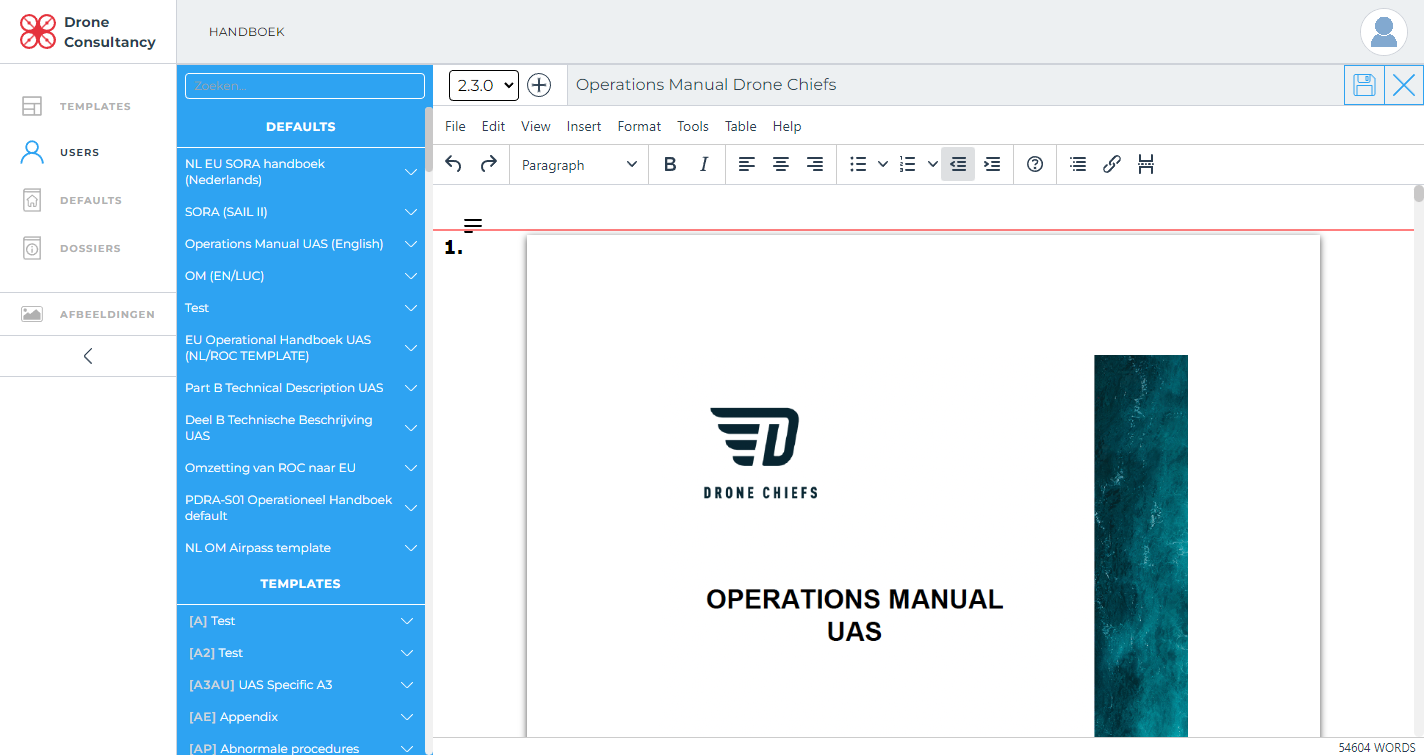 Drone
Consultancy
HANDBOEK
TEMPLATES
USERS
DEFAULTS
DOSSIERS
AFBEELDINGEN
Zoeken...
DEFAULTS
NL EU SORA handboek
(Nederlands)
SORA (SAIL II)
Operations Manual UAS (English)
OM (EN/LUC)
Test
EU Operational Handboek UAS
(NL/ROC TEMPLATE)
Part B Technical Description UAS
Deel B Technische Beschrijving
UAS
Omzetting van ROC naar EU
PDRA-S01 Operationeel Handboek
default
NL OM Airpass template
TEMPLATES
[A] Test
[A2] Test
[A3AU] UAS Specific A3
[AE] Appendix
[AP] Abnormale procedures
2.3.0
Operations Manual Drone Chiefs
File Edit View Insert Format Tools Table Help
Paragraph B I
1.
DRONE CHIEFS
OPERATIONS MANUAL
UAS
54604 WORDS